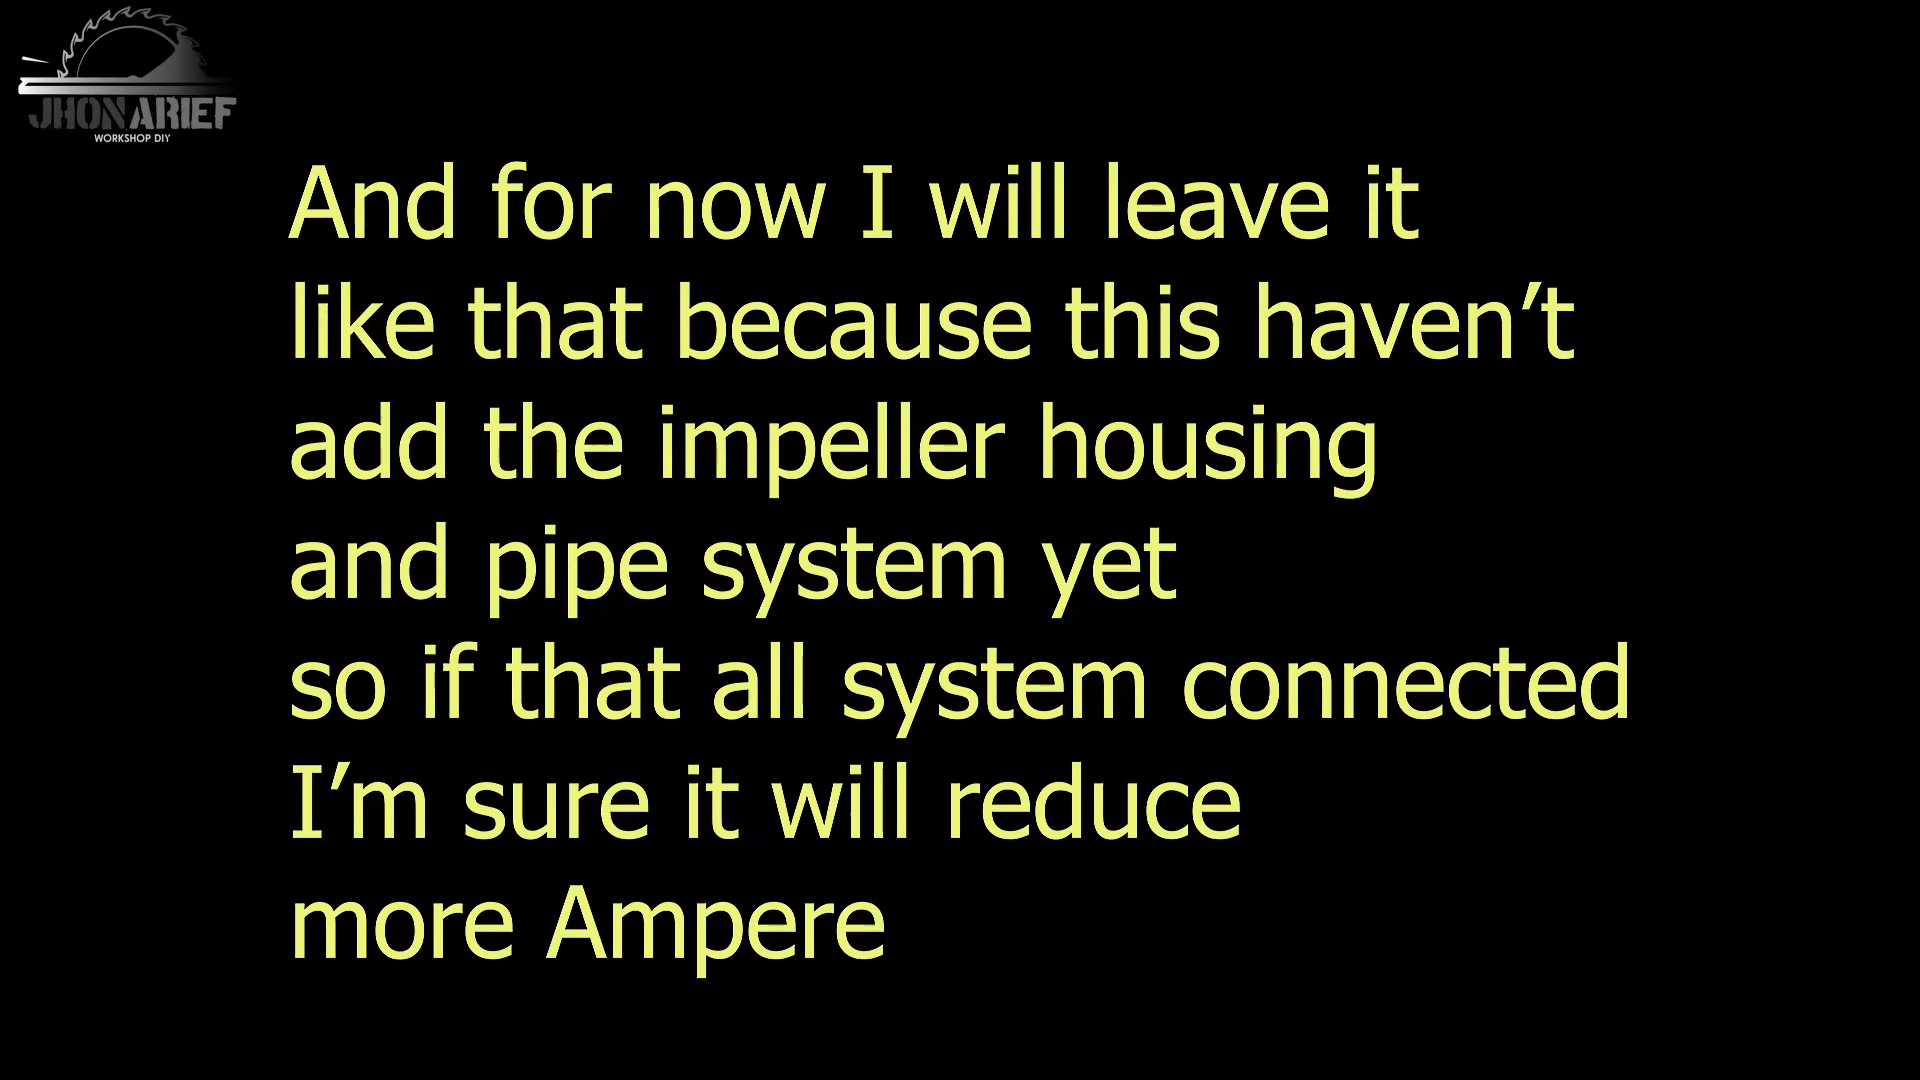 JHONARIEF
WORKSHOP DIY
And for now I will leave it
like that because this haven’t
add the impeller housing
and pipe system yet
so if that all system connected
I’m sure it will reduce
more Ampere